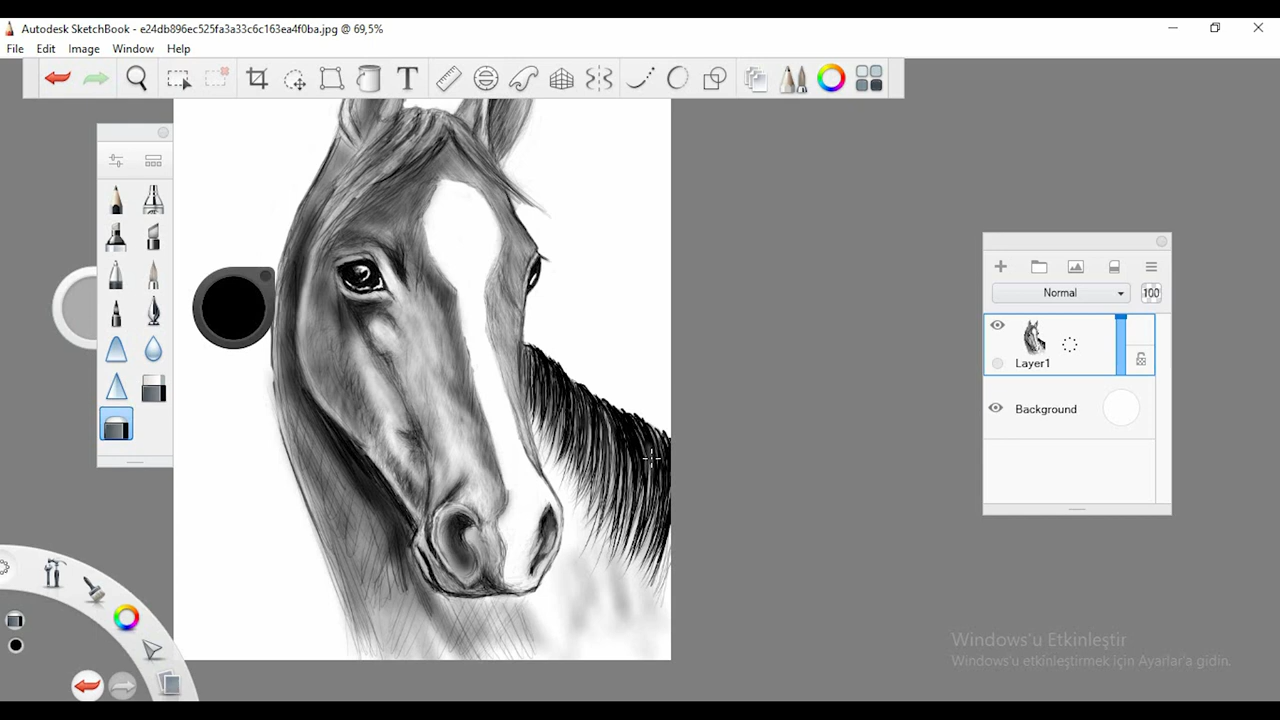 Autodesk SketchBook - e24db896ec525fa3a33c6c163ea4f0ba.jpg @ 69,5%
File Edit Image Window Help
T
Normal 100
Layer1
Background
Windows'u Etkinleştir
Windows'u etkinleştirmek için Ayarlar'a gidin.